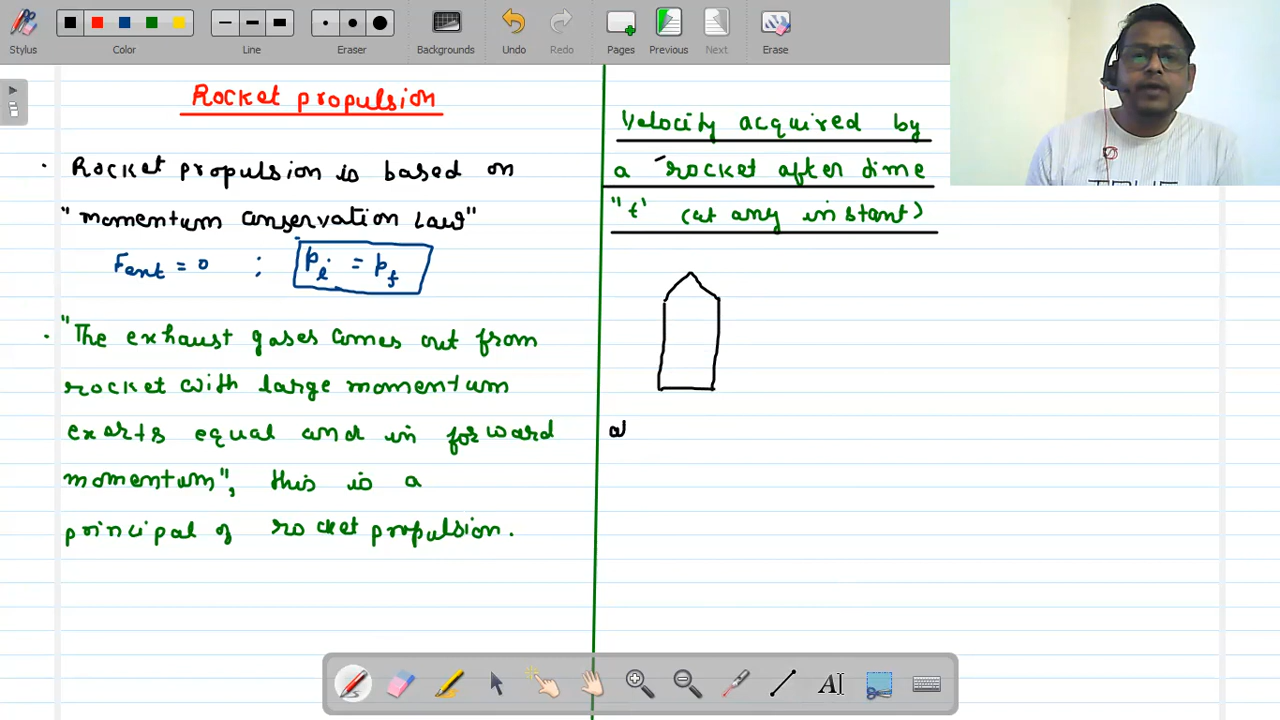 Stylus
Color
Line
Eraser
Backgrounds
Undo
Redo
Pages
Previous
Next
Erase
Rocket propulsion
· Rocket propulsion is based on
"momentum conservation Law"
Fext = 0 ; pi = pf
· "The exhaust gases comes out from
rocket with large momentum
exerts equal and in forward
momentum", this is a
principal of rocket propulsion.
Velocity acquired by
a rocket after time
"t" (at any instant)
a